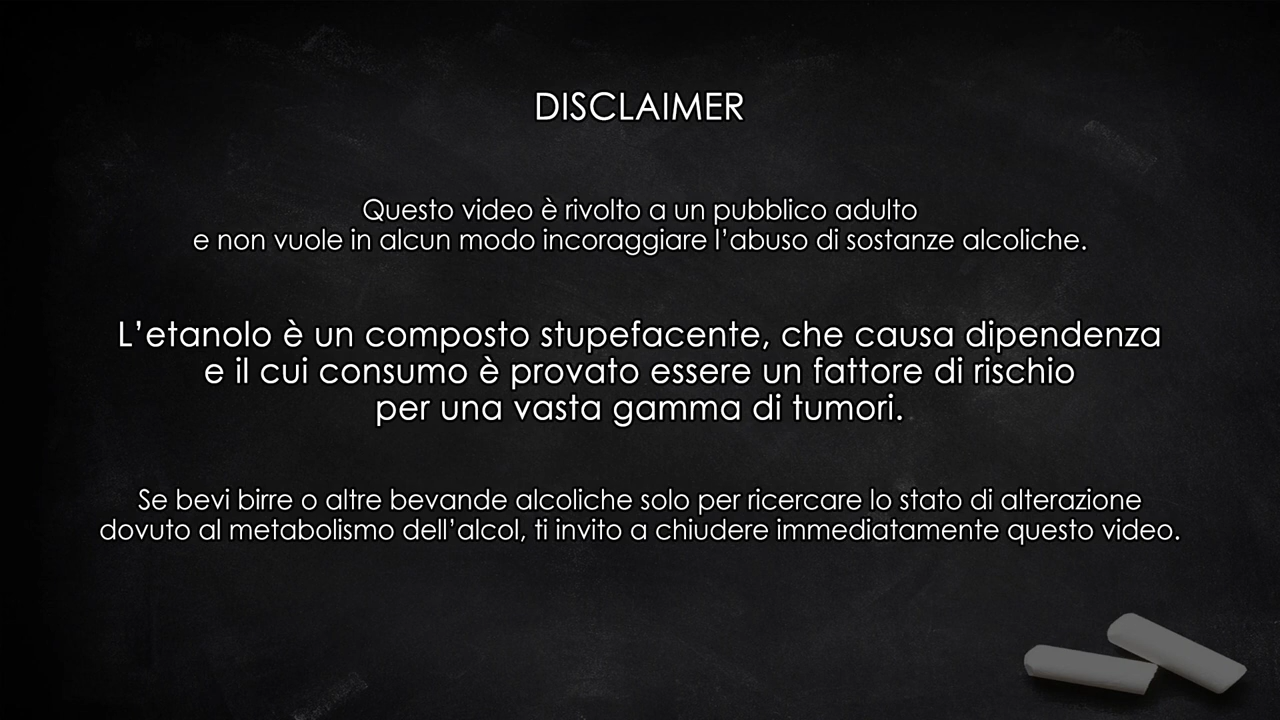 DISCLAIMER
Questo video è rivolto a un pubblico adulto
e non vuole in alcun modo incoraggiare l’abuso di sostanze alcoliche.
L’etanolo è un composto stupefacente, che causa dipendenza
e il cui consumo è provato essere un fattore di rischio
per una vasta gamma di tumori.
Se bevi birre o altre bevande alcoliche solo per ricercare lo stato di alterazione
dovuto al metabolismo dell’alcol, ti invito a chiudere immediatamente questo video.